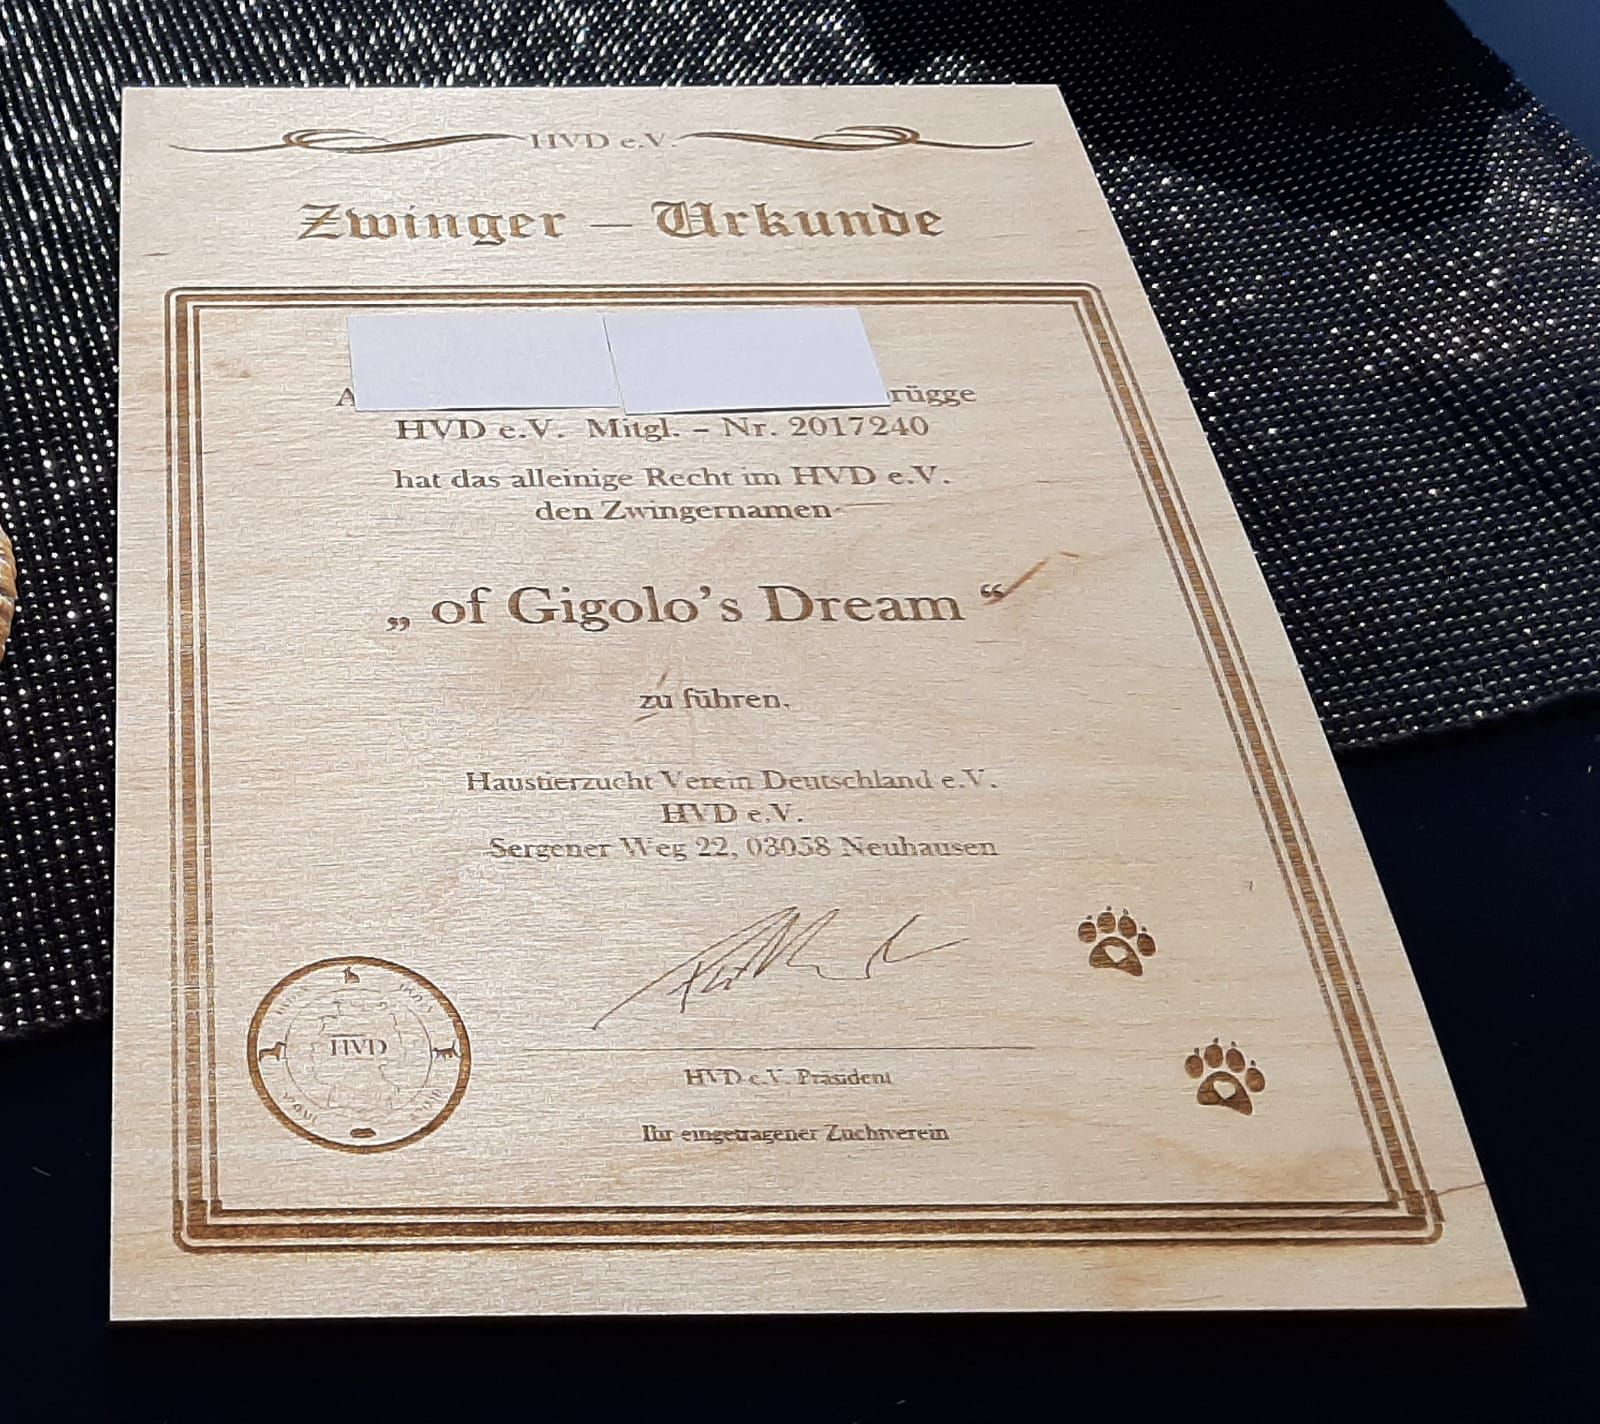 HVD e.V.
Zwinger – Urkunde
rügge
HVD e.V. Mitgl. – Nr. 2017240
hat das alleinige Recht im HVD e.V.
den Zwingernamen
„ of Gigolo's Dream “
zu führen.
Haustierzucht Verein Deutschland e.V.
HVD e.V.
Sergener Weg 22, 03058 Neuhausen
HVD
HVD e.V. Präsident
Ihr eingetragener Zuchtverein